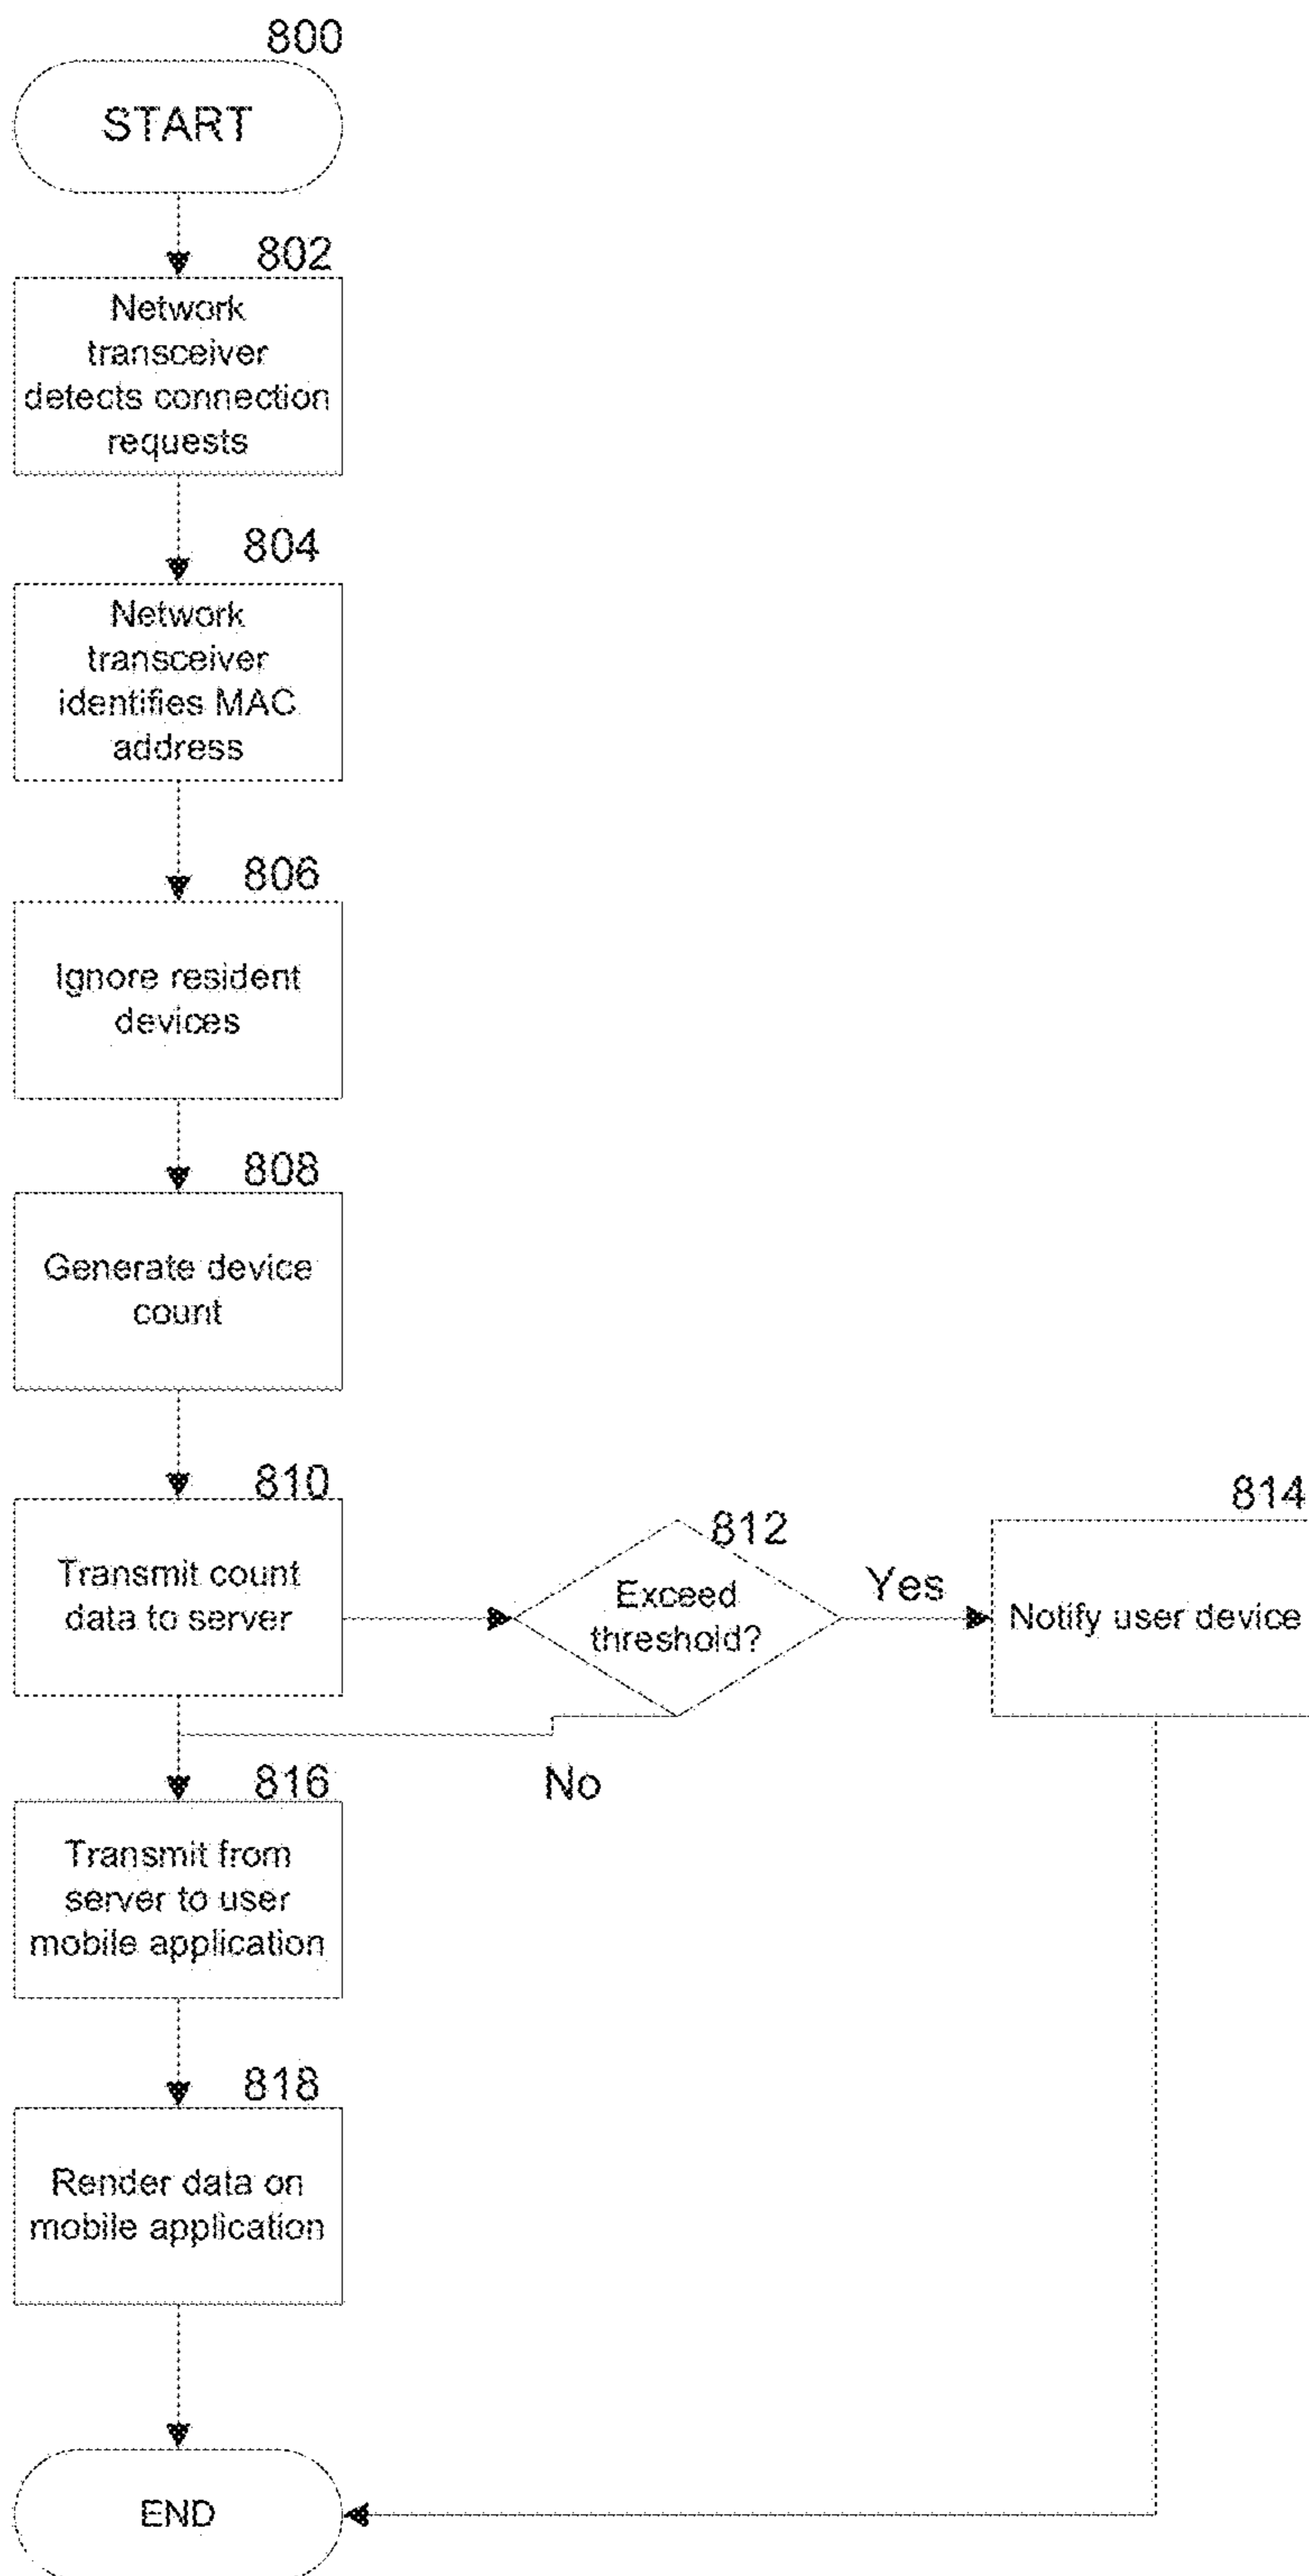 800
START
802
Network
transceiver
detects connection
requests
804
Network
transceiver
identifies MAC
address
806
Ignore resident
devices
808
Generate device
count
810
Transmit count
data to server
812
Exceed
threshold?
Yes
814
Notify user device
No
816
Transmit from
server to user
mobile application
818
Render data on
mobile application
END